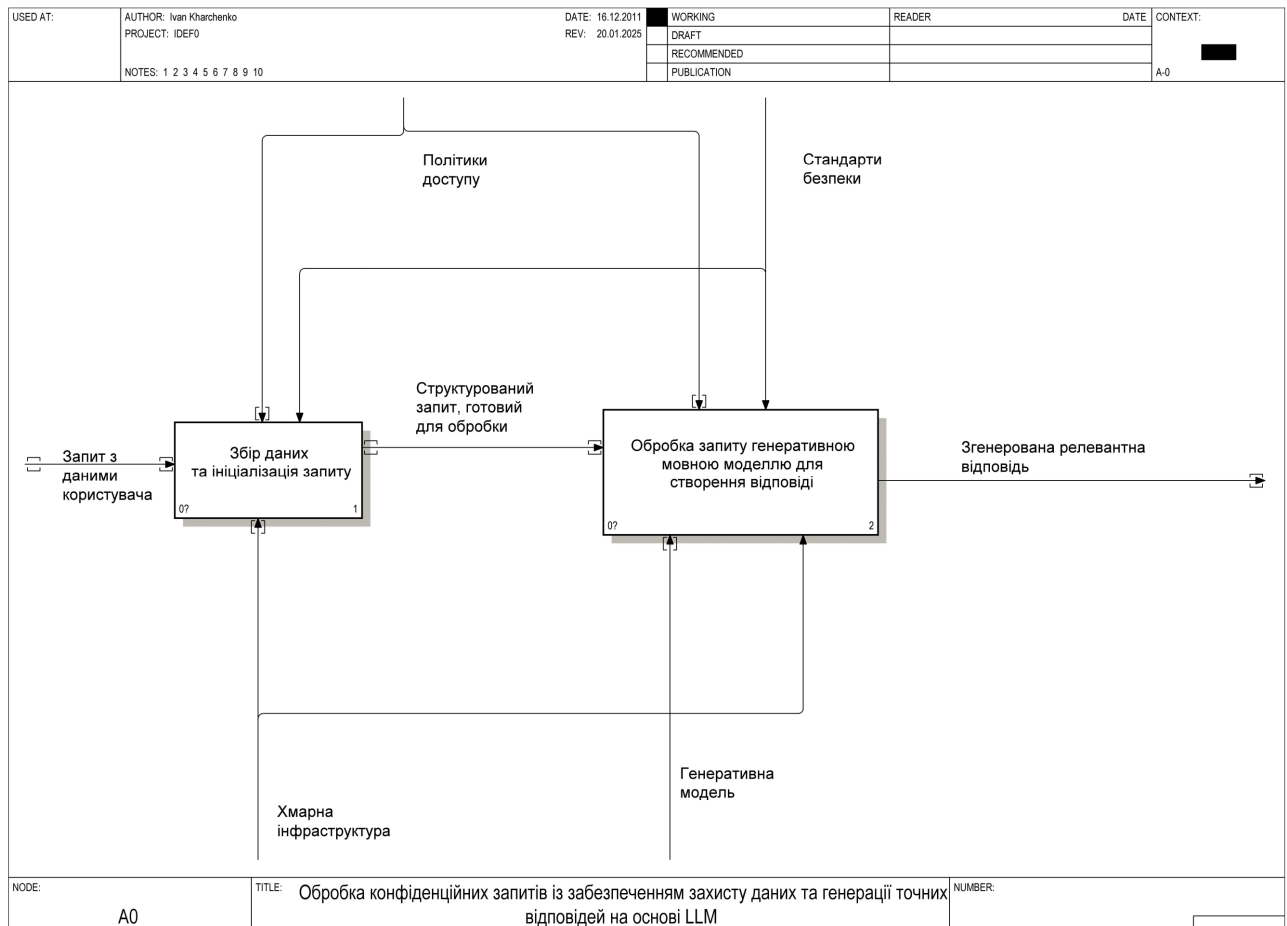 USED AT:
AUTHOR: Ivan Kharchenko
DATE: 16.12.2011
PROJECT: IDEF0
REV: 20.01.2025
NOTES: 1 2 3 4 5 6 7 8 9 10
WORKING
DRAFT
RECOMMENDED
PUBLICATION
READER
DATE
CONTEXT:
A-0
Політики
доступу
Стандарти
безпеки
Структурований
запит, готовий
для обробки
Запит з
даними
користувача
Збір даних
та ініціалізація запиту
0?
1
Обробка запиту генеративною
мовною моделлю для
створення відповіді
0?
2
Згенерована релевантна
відповідь
Генеративна
модель
Хмарна
інфраструктура
NODE:
A0
TITLE:
Обробка конфіденційних запитів із забезпеченням захисту даних та генерації точних
відповідей на основі LLM
NUMBER: